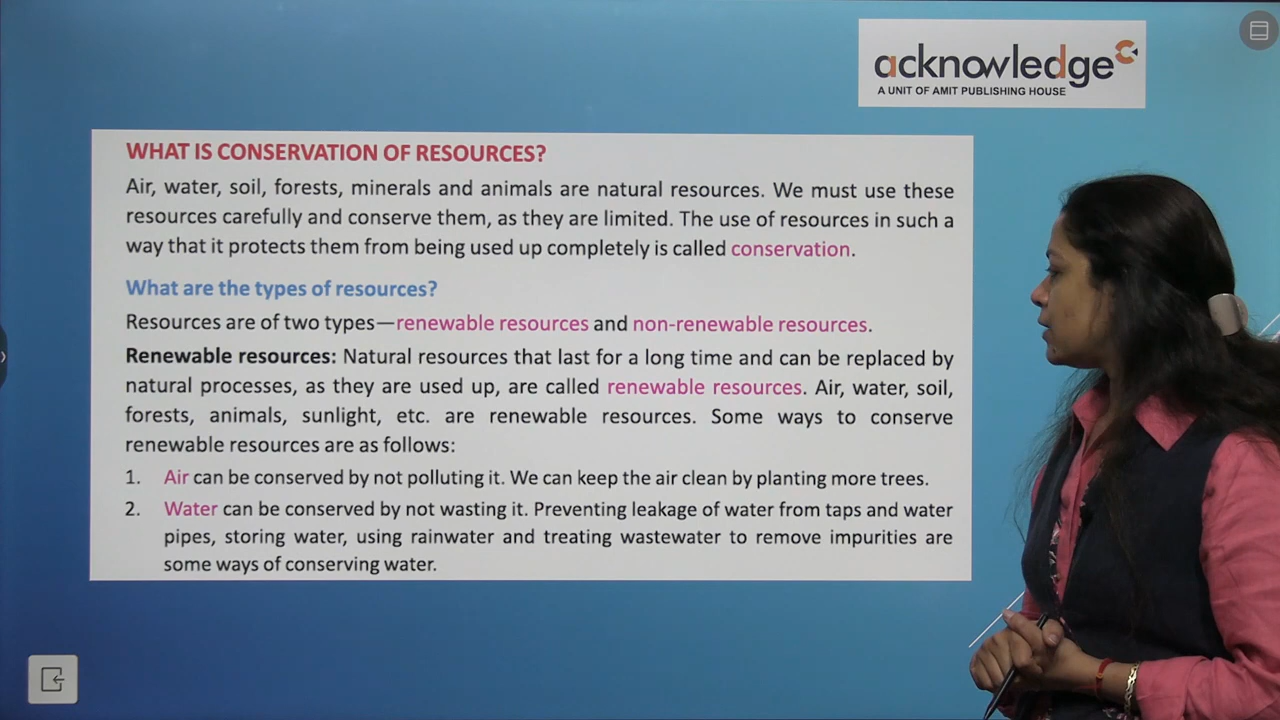 acknowledge
A UNIT OF AMIT PUBLISHING HOUSE
WHAT IS CONSERVATION OF RESOURCES?
Air, water, soil, forests, minerals and animals are natural resources. We must use these
resources carefully and conserve them, as they are limited. The use of resources in such a
way that it protects them from being used up completely is called conservation.
What are the types of resources?
Resources are of two types—renewable resources and non-renewable resources.
Renewable resources: Natural resources that last for a long time and can be replaced by
natural processes, as they are used up, are called renewable resources. Air, water, soil,
forests, animals, sunlight, etc. are renewable resources. Some ways to conserve
renewable resources are as follows:
1. Air can be conserved by not polluting it. We can keep the air clean by planting more trees.
2. Water can be conserved by not wasting it. Preventing leakage of water from taps and water
pipes, storing water, using rainwater and treating wastewater to remove impurities are
some ways of conserving water.